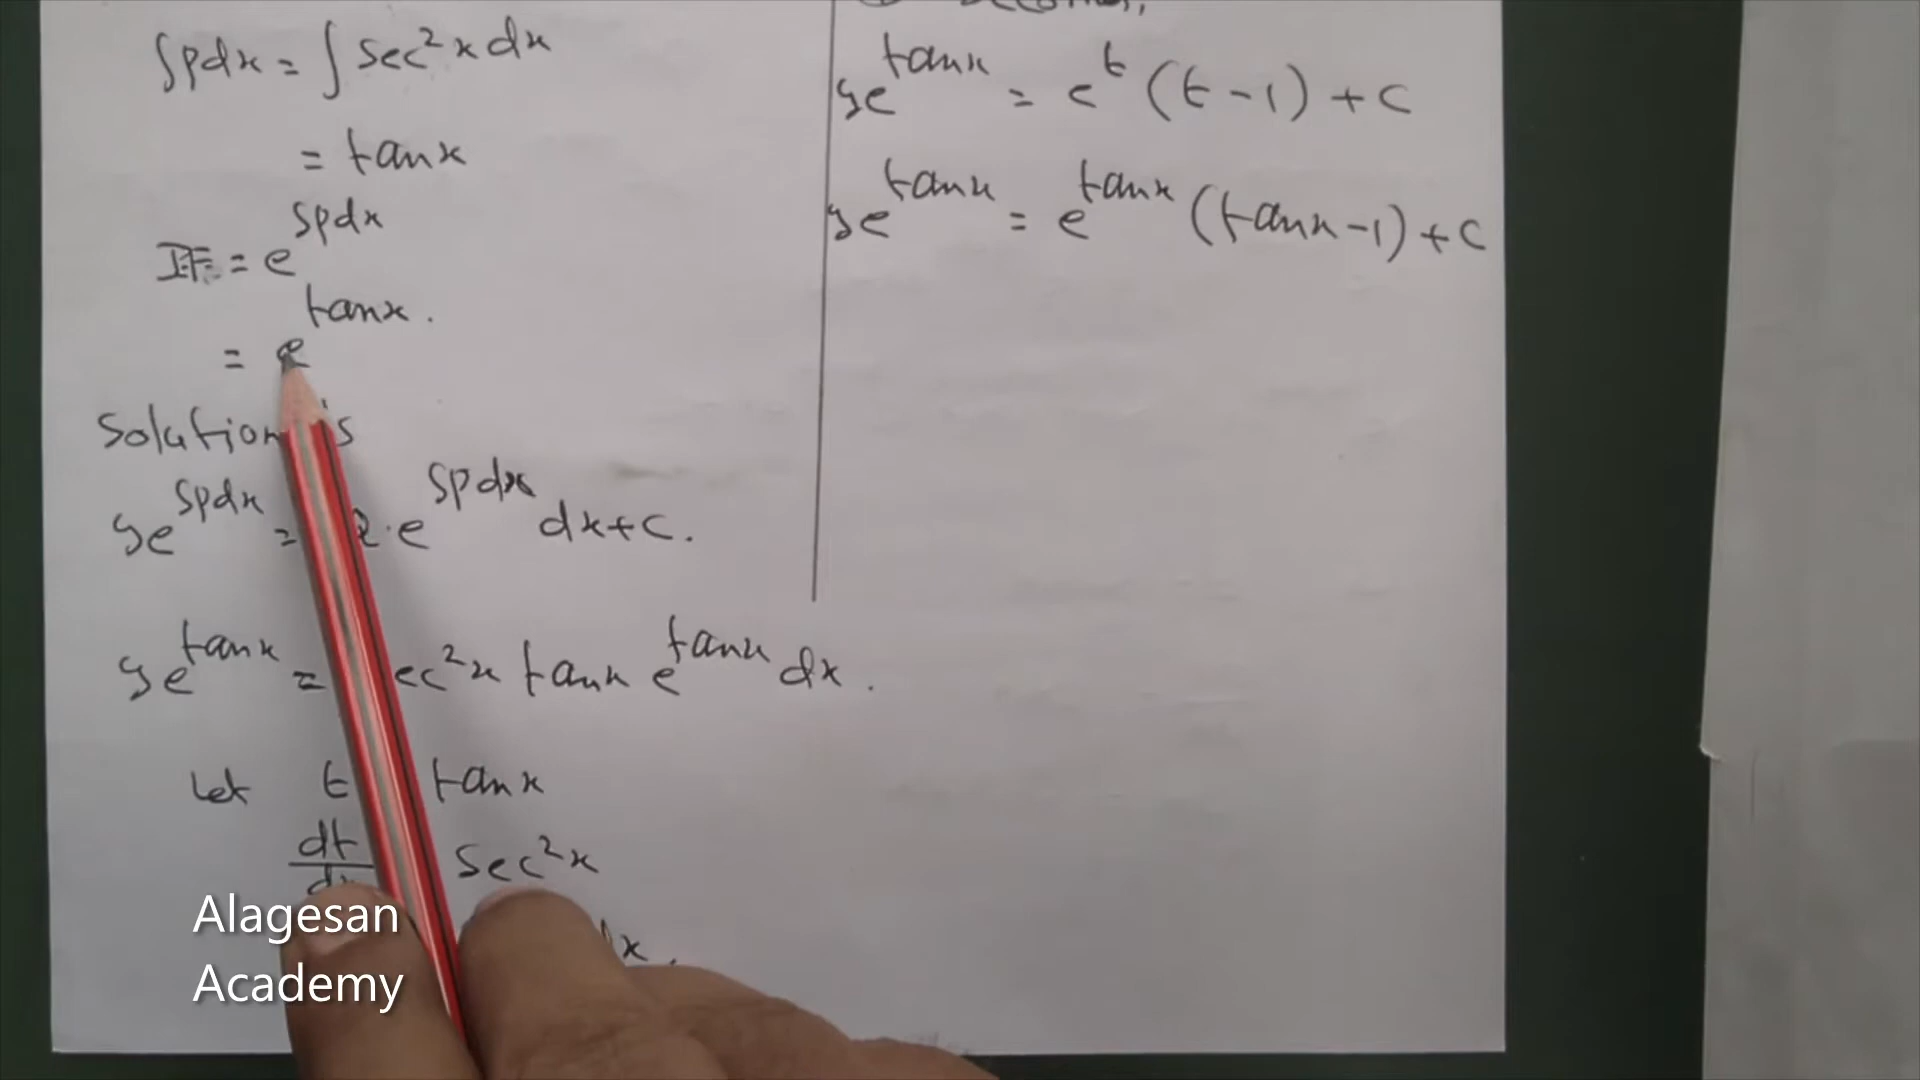 ∫pdx = ∫ sec²x dx
= tanx
I.F. = e^∫pdx
= e^tanx.
Solution is
ye^∫pdx = Q·e^∫pdx dx+c.
ye^tanx = sec²x tanx e^tanx dx.
Let t tanx
dt/dx sec²x
dx.
ye^tanx = e^t (t-1)+c
ye^tanx = e^tanx (tanx-1)+c
Alagesan
Academy